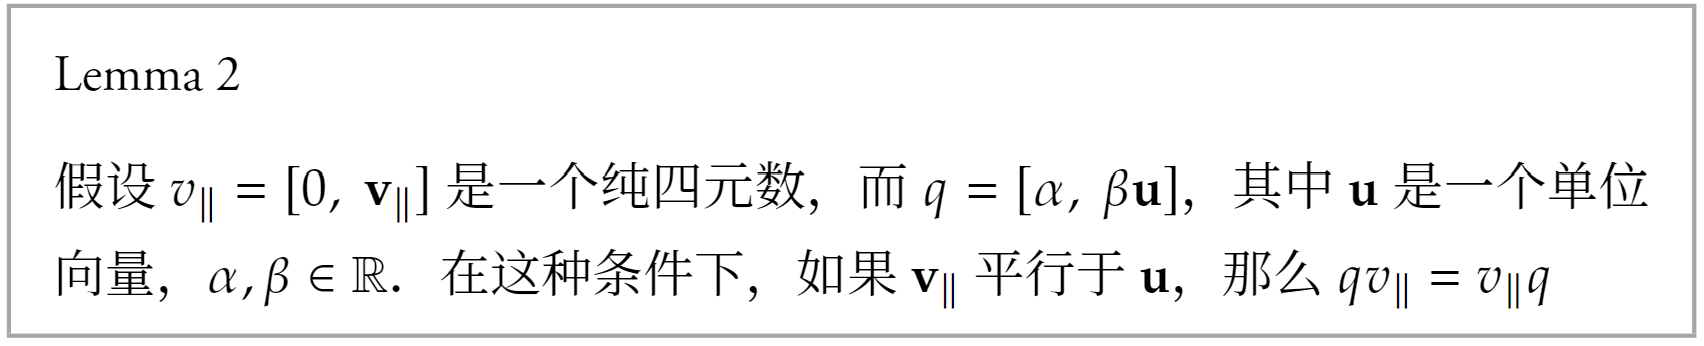 Lemma 2
假设 v∥ = [0, v∥] 是一个纯四元数，而 q = [α, βu]，其中 u 是一个单位
向量，α, β ∈ ℝ．在这种条件下，如果 v∥ 平行于 u，那么 qv∥ = v∥q